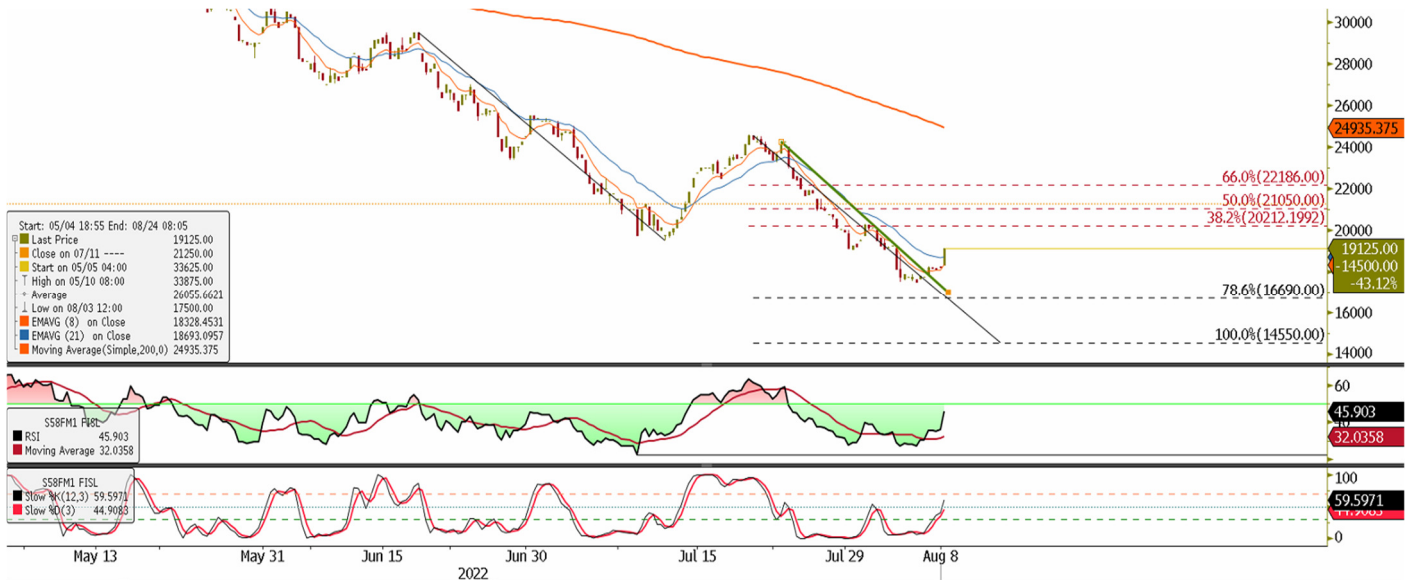 30000
28000
26000
24935.375
24000
66.0%(22186.00)
22000
50.0%(21050.00)
38.2%(20212.1992)
20000
19125.00
-14500.00
-43.12%
78.6%(16690.00)
16000
100.0%(14550.00)
14000
Start: 05/04 18:55 End: 08/24 08:05
Last Price 19125.00
Close on 07/11 ---- 21250.00
Start on 05/05 04:00 33625.00
High on 05/10 08:00 33875.00
Average 26055.6621
Low on 08/03 12:00 17500.00
EMAVG (8) on Close 18328.4531
EMAVG (21) on Close 18693.0957
Moving Average(Simple,200,0) 24935.375
60
45.903
40
32.0358
S58FM1 FISL
RSI 45.903
Moving Average 32.0358
100
59.5971
44.9083
0
S58FM1 FISL
Slow %K(12,3) 59.5971
Slow %D(3) 44.9083
May 13 May 31 Jun 15 Jun 30 Jul 15 Jul 29 Aug 8
2022